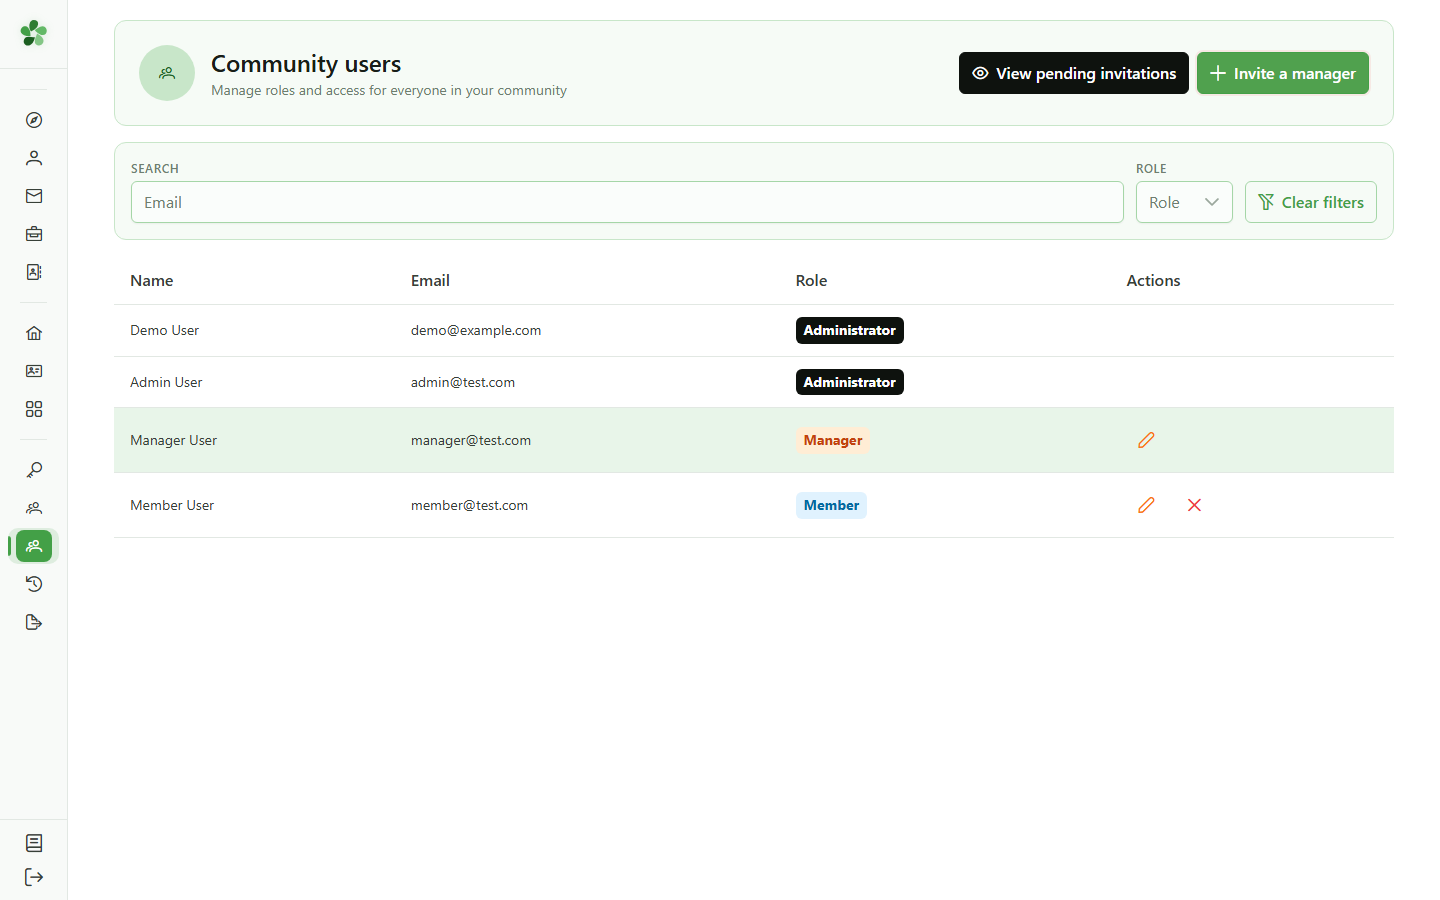 Community users
Manage roles and access for everyone in your community
View pending invitations
Invite a manager
SEARCH
ROLE
Email
Role
Clear filters
Name Email Role Actions
Demo User demo@example.com Administrator
Admin User admin@test.com Administrator
Manager User manager@test.com Manager
Member User member@test.com Member